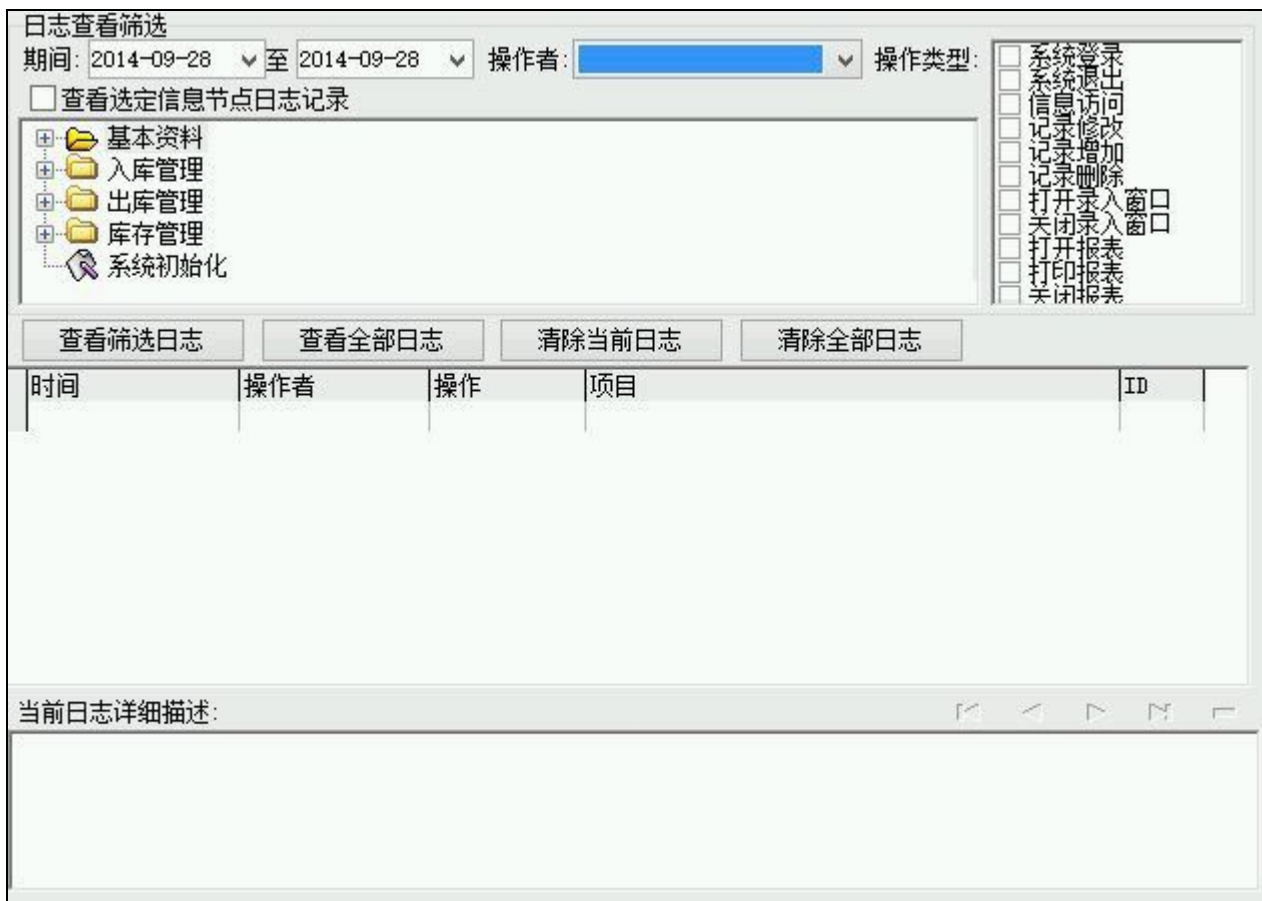 日志查看筛选
期间: 2014-09-28 至 2014-09-28 操作者: 操作类型:
系统登录
系统退出
信息访问
记录修改
记录增加
记录删除
打开录入窗口
关闭录入窗口
打开报表
打印报表
关闭报表
查看选定信息节点日志记录
基本资料
入库管理
出库管理
库存管理
系统初始化
查看筛选日志 查看全部日志 清除当前日志 清除全部日志
时间 操作者 操作 项目 ID
当前日志详细描述: